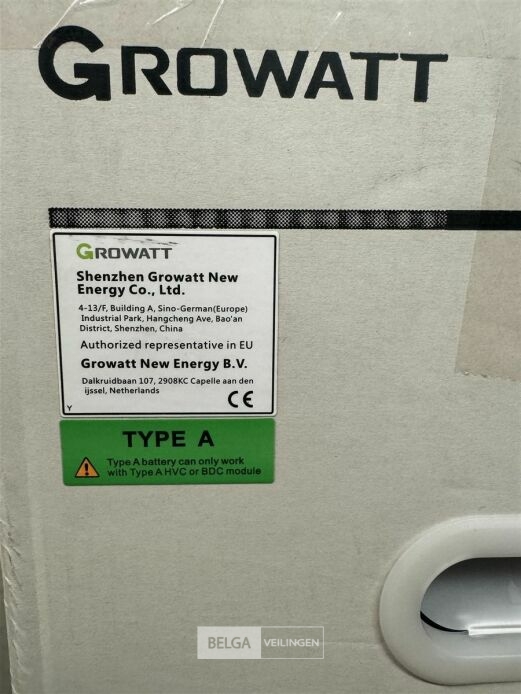 GROWATT
GROWATT
Shenzhen Growatt New
Energy Co., Ltd.
4-13/F, Building A, Sino-German(Europe)
Industrial Park, Hangcheng Ave, Bao'an
District, Shenzhen, China
Authorized representative in EU
Growatt New Energy B.V.
Dalkruidbaan 107, 2908KC Capelle aan den
ijssel, Netherlands
Y CE
TYPE A
Type A battery can only work
with Type A HVC or BDC module
BELGA VEILINGEN